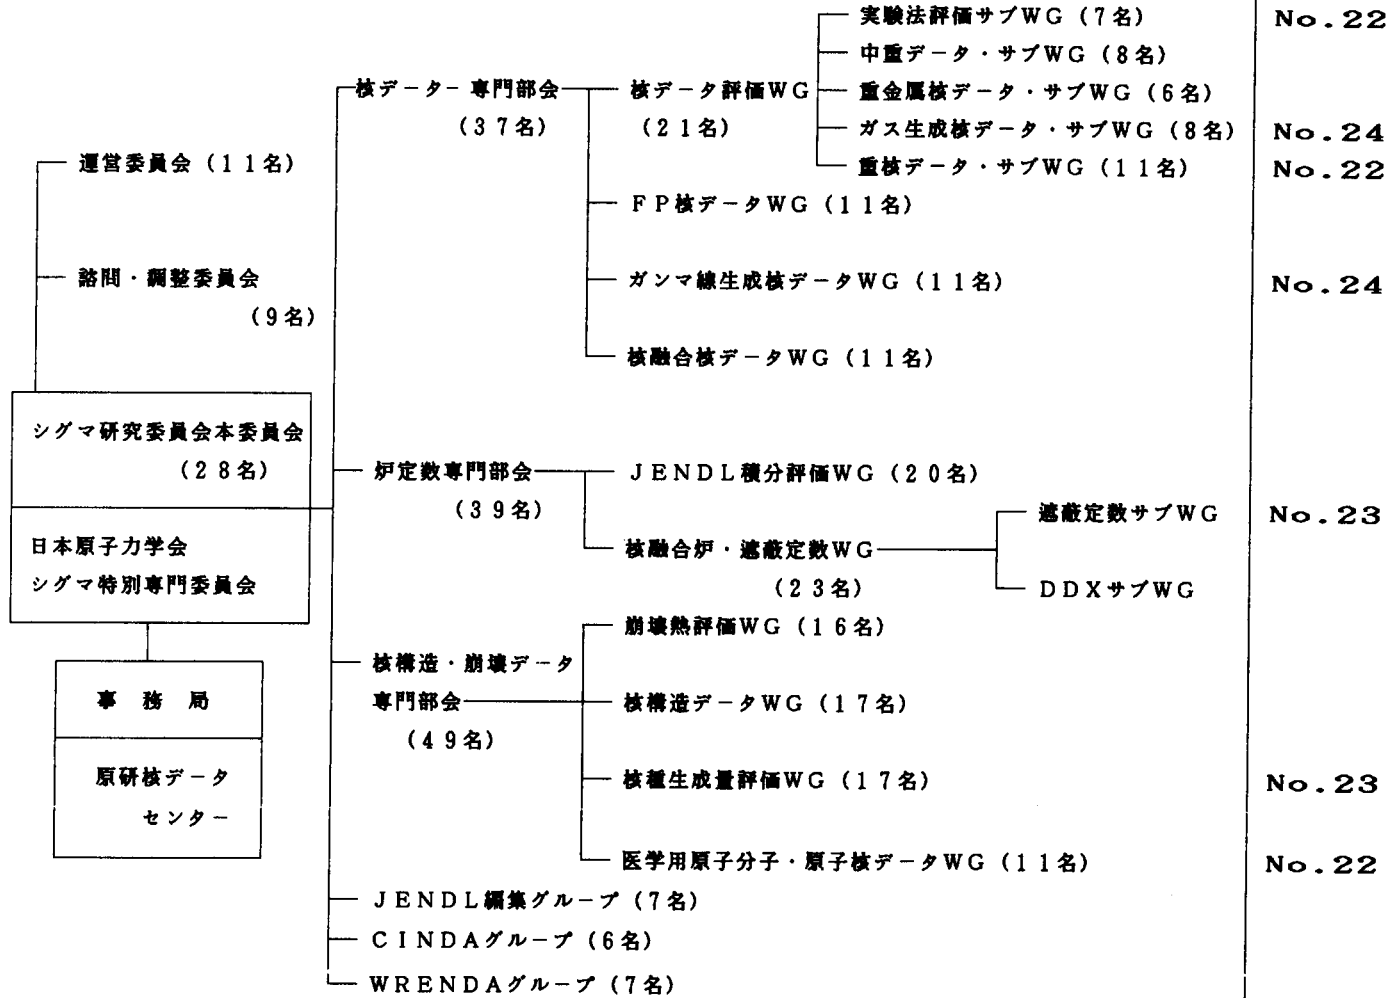 実験法評価サブWG（7名） No.22
中重データ・サブWG（8名）
核データー専門部会 核データ評価WG 重金属核データ・サブWG（6名）
（37名） （21名） ガス生成核データ・サブWG（8名） No.24
運営委員会（11名） 重核データ・サブWG（11名） No.22
FP核データWG（11名）
諮問・調整委員会 ガンマ線生成核データWG（11名） No.24
（9名）
核融合核データWG（11名）
シグマ研究委員会本委員会
（28名） 炉定数専門部会 JENDL積分評価WG（20名）
（39名） 遮蔽定数サブWG No.23
日本原子力学会 核融合炉・遮蔽定数WG
シグマ特別専門委員会 （23名） DDXサブWG
崩壊熱評価WG（16名）
核構造・崩壊データ
事務局 専門部会 核構造データWG（17名）
（49名）
原研核データ 核種生成量評価WG（17名） No.23
センター
医学用原子分子・原子核データWG（11名） No.22
JENDL編集グループ（7名）
CINDAグループ（6名）
WRENDAグループ（7名）